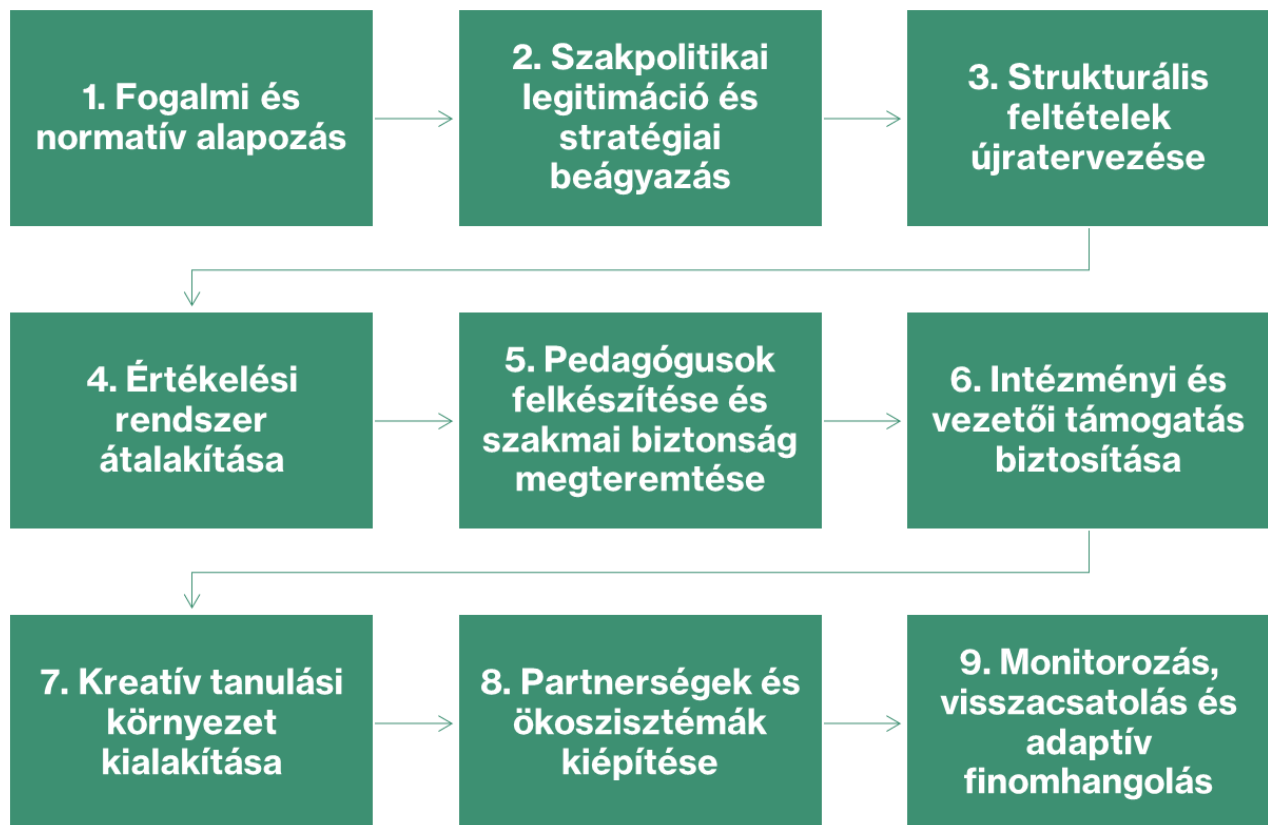 1. Fogalmi és
normatív alapozás
2. Szakpolitikai
legitimáció és
stratégiai
beágyazás
3. Strukturális
feltételek
újratervezése
4. Értékelési
rendszer
átalakítása
5. Pedagógusok
felkészítése és
szakmai biztonság
megteremtése
6. Intézményi és
vezetői támogatás
biztosítása
7. Kreatív tanulási
környezet
kialakítása
8. Partnerségek és
ökoszisztémák
kiépítése
9. Monitorozás,
visszacsatolás és
adaptív
finomhangolás